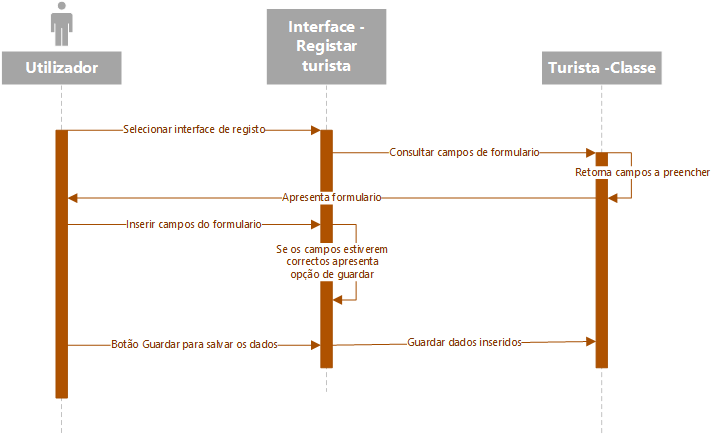 Utilizador
Interface -
Registar
turista
Turista -Classe
Selecionar interface de registo
Consultar campos de formulario
Retorna campos a preencher
Apresenta formulario
Inserir campos do formulario
Se os campos estiverem
correctos apresenta
opção de guardar
Botão Guardar para salvar os dados
Guardar dados inseridos